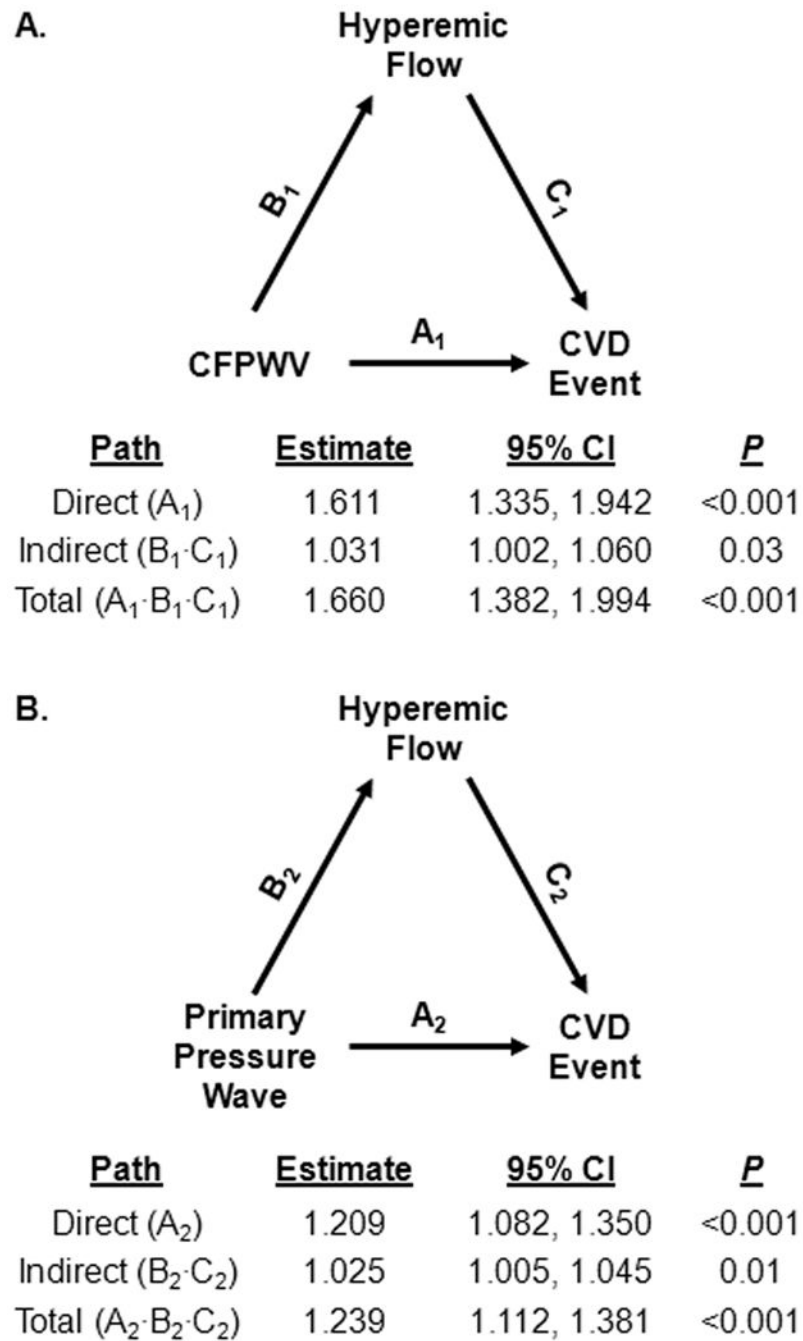 A.
Hyperemic
Flow
B₁
C₁
A₁
CFPWV
CVD
Event
Path Estimate 95% CI P
Direct (A₁) 1.611 1.335, 1.942 <0.001
Indirect (B₁·C₁) 1.031 1.002, 1.060 0.03
Total (A₁·B₁·C₁) 1.660 1.382, 1.994 <0.001
B.
Hyperemic
Flow
B₂
C₂
A₂
Primary
Pressure
Wave
CVD
Event
Path Estimate 95% CI P
Direct (A₂) 1.209 1.082, 1.350 <0.001
Indirect (B₂·C₂) 1.025 1.005, 1.045 0.01
Total (A₂·B₂·C₂) 1.239 1.112, 1.381 <0.001